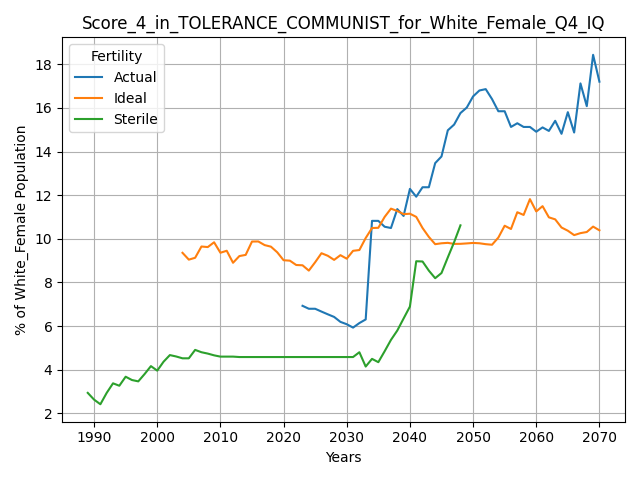 Score_4_in_TOLERANCE_COMMUNIST_for_White_Female_Q4_IQ
Fertility
Actual
Ideal
Sterile
% of White_Female Population
18
16
14
12
10
8
6
4
2
1990 2000 2010 2020 2030 2040 2050 2060 2070
Years